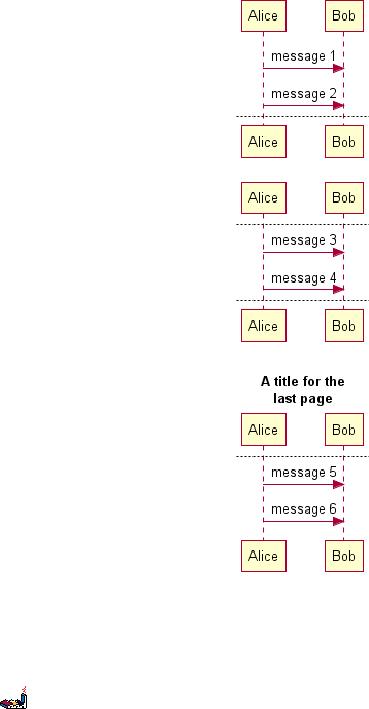 Alice Bob
message 1
message 2
Alice Bob
Alice Bob
message 3
message 4
Alice Bob
A title for the
last page
Alice Bob
message 5
message 6
Alice Bob